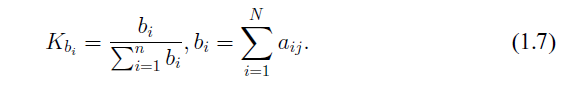 K_{b_i} = \frac{b_i}{\sum_{i=1}^{n} b_i}, b_i = \sum_{i=1}^{N} a_{ij}. (1.7)